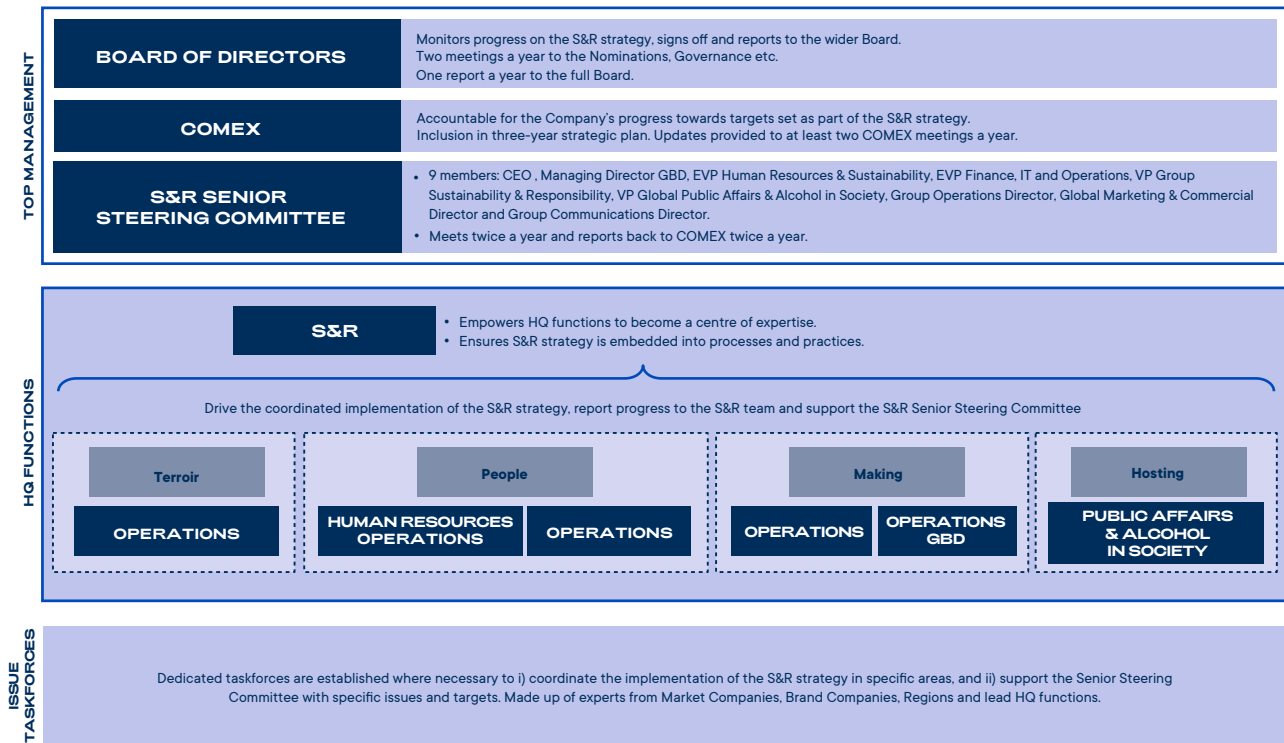 TOP MANAGEMENT
BOARD OF DIRECTORS
Monitors progress on the S&R strategy, signs off and reports to the wider Board.
Two meetings a year to the Nominations, Governance etc.
One report a year to the full Board.
COMEX
Accountable for the Company's progress towards targets set as part of the S&R strategy.
Inclusion in three-year strategic plan. Updates provided to at least two COMEX meetings a year.
S&R SENIOR
STEERING COMMITTEE
• 9 members: CEO , Managing Director GBD, EVP Human Resources & Sustainability, EVP Finance, IT and Operations, VP Group
Sustainability & Responsibility, VP Global Public Affairs & Alcohol in Society, Group Operations Director, Global Marketing & Commercial
Director and Group Communications Director.
• Meets twice a year and reports back to COMEX twice a year.
HQ FUNCTIONS
S&R
• Empowers HQ functions to become a centre of expertise.
• Ensures S&R strategy is embedded into processes and practices.
Drive the coordinated implementation of the S&R strategy, report progress to the S&R team and support the S&R Senior Steering Committee
Terroir
OPERATIONS
People
HUMAN RESOURCES
OPERATIONS
OPERATIONS
Making
OPERATIONS
OPERATIONS
GBD
Hosting
PUBLIC AFFAIRS
& ALCOHOL
IN SOCIETY
ISSUE
TASKFORCES
Dedicated taskforces are established where necessary to i) coordinate the implementation of the S&R strategy in specific areas, and ii) support the Senior Steering
Committee with specific issues and targets. Made up of experts from Market Companies, Brand Companies, Regions and lead HQ functions.